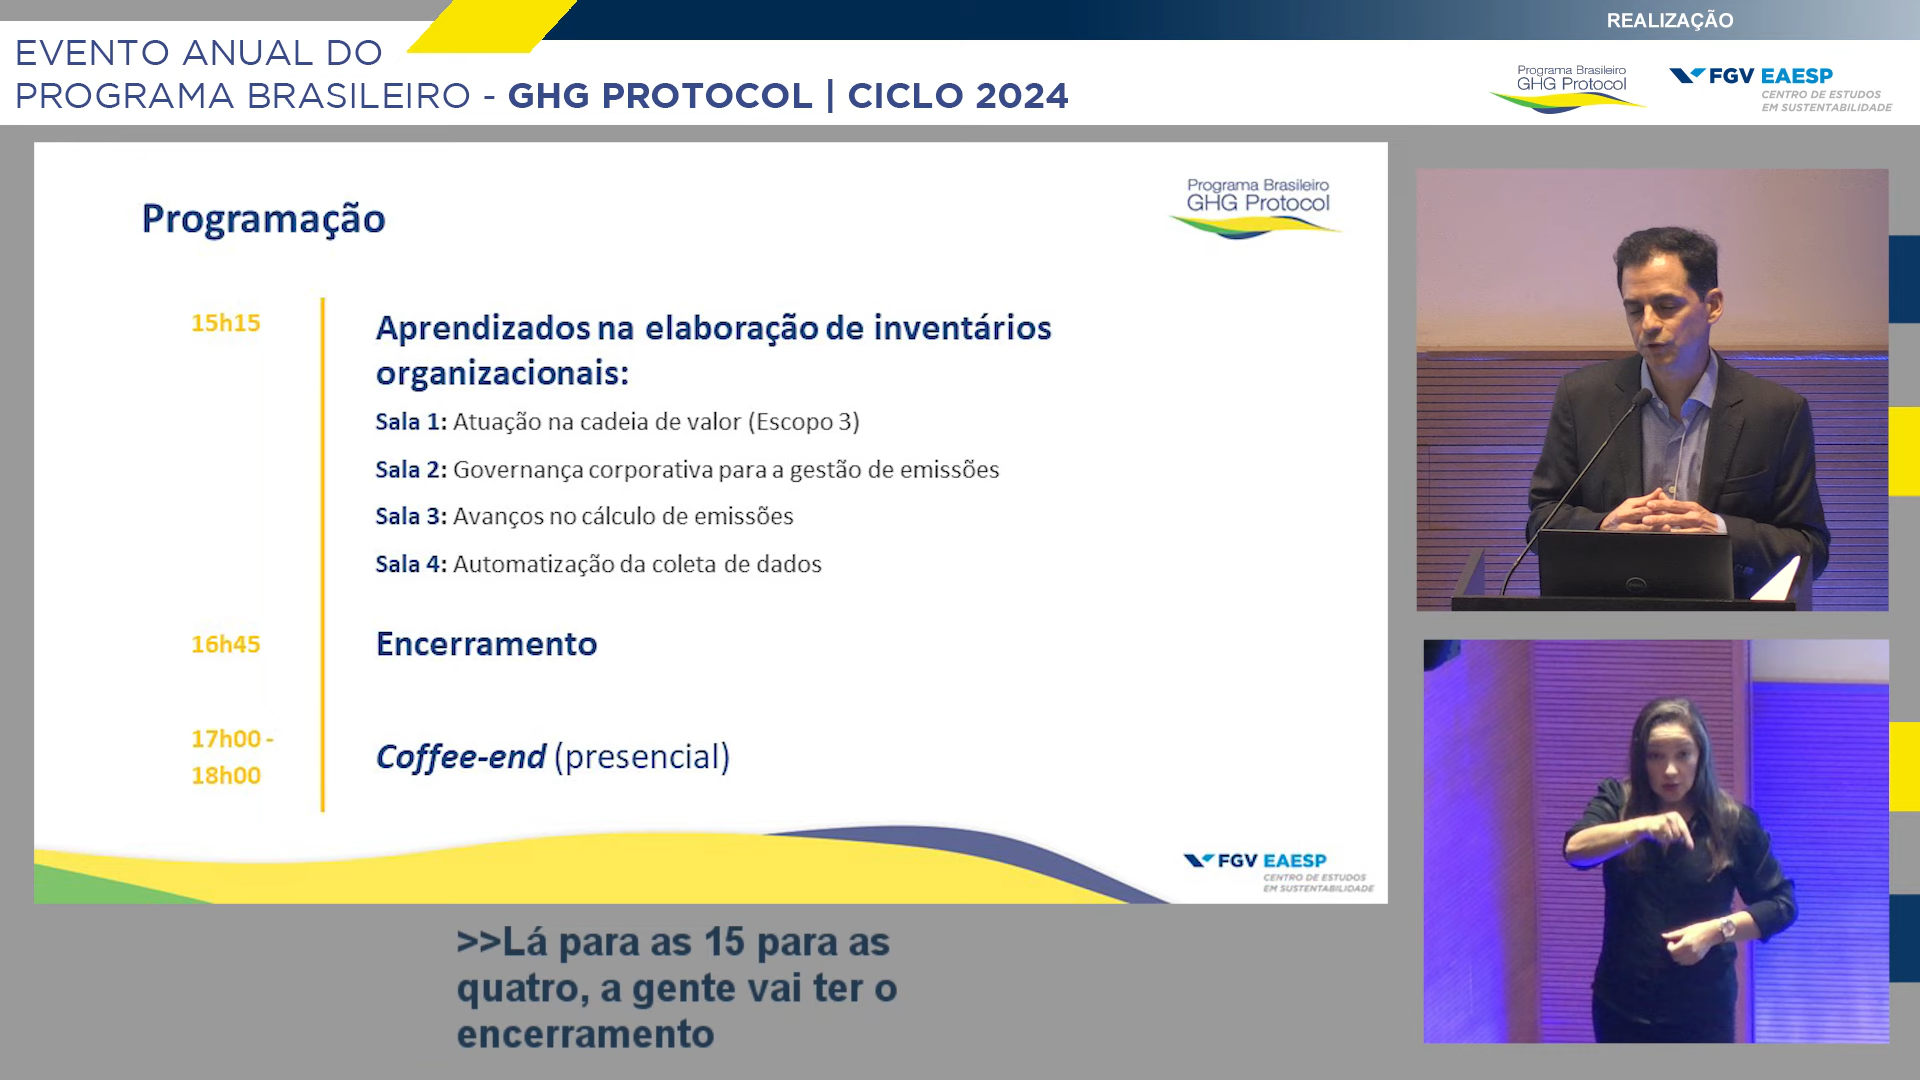 REALIZAÇÃO
EVENTO ANUAL DO
PROGRAMA BRASILEIRO - GHG PROTOCOL | CICLO 2024
Programa Brasileiro
GHG Protocol
FGV EAESP
CENTRO DE ESTUDOS
EM SUSTENTABILIDADE
Programação
Programa Brasileiro
GHG Protocol
15h15
Aprendizados na elaboração de inventários
organizacionais:
Sala 1: Atuação na cadeia de valor (Escopo 3)
Sala 2: Governança corporativa para a gestão de emissões
Sala 3: Avanços no cálculo de emissões
Sala 4: Automatização da coleta de dados
16h45
Encerramento
17h00 -
18h00
Coffee-end (presencial)
FGV EAESP
CENTRO DE ESTUDOS
EM SUSTENTABILIDADE
>>Lá para as 15 para as
quatro, a gente vai ter o
encerramento